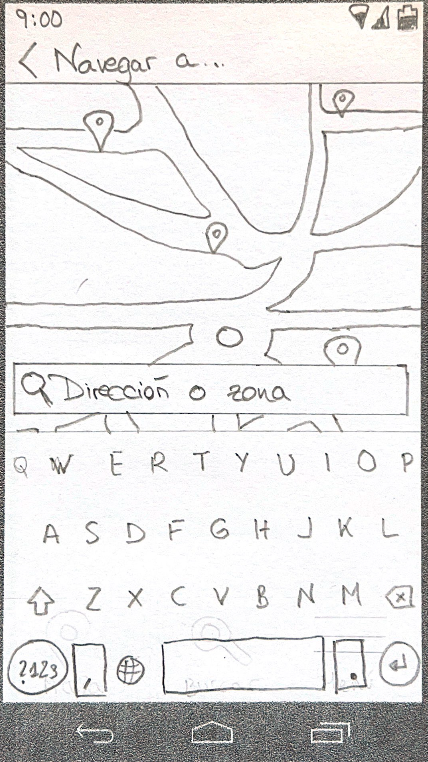 9:00
< Navegar a...
Dirección o zona
Q W E R T Y U I O P
A S D F G H J K L
Z X C V B N M
?123 , .